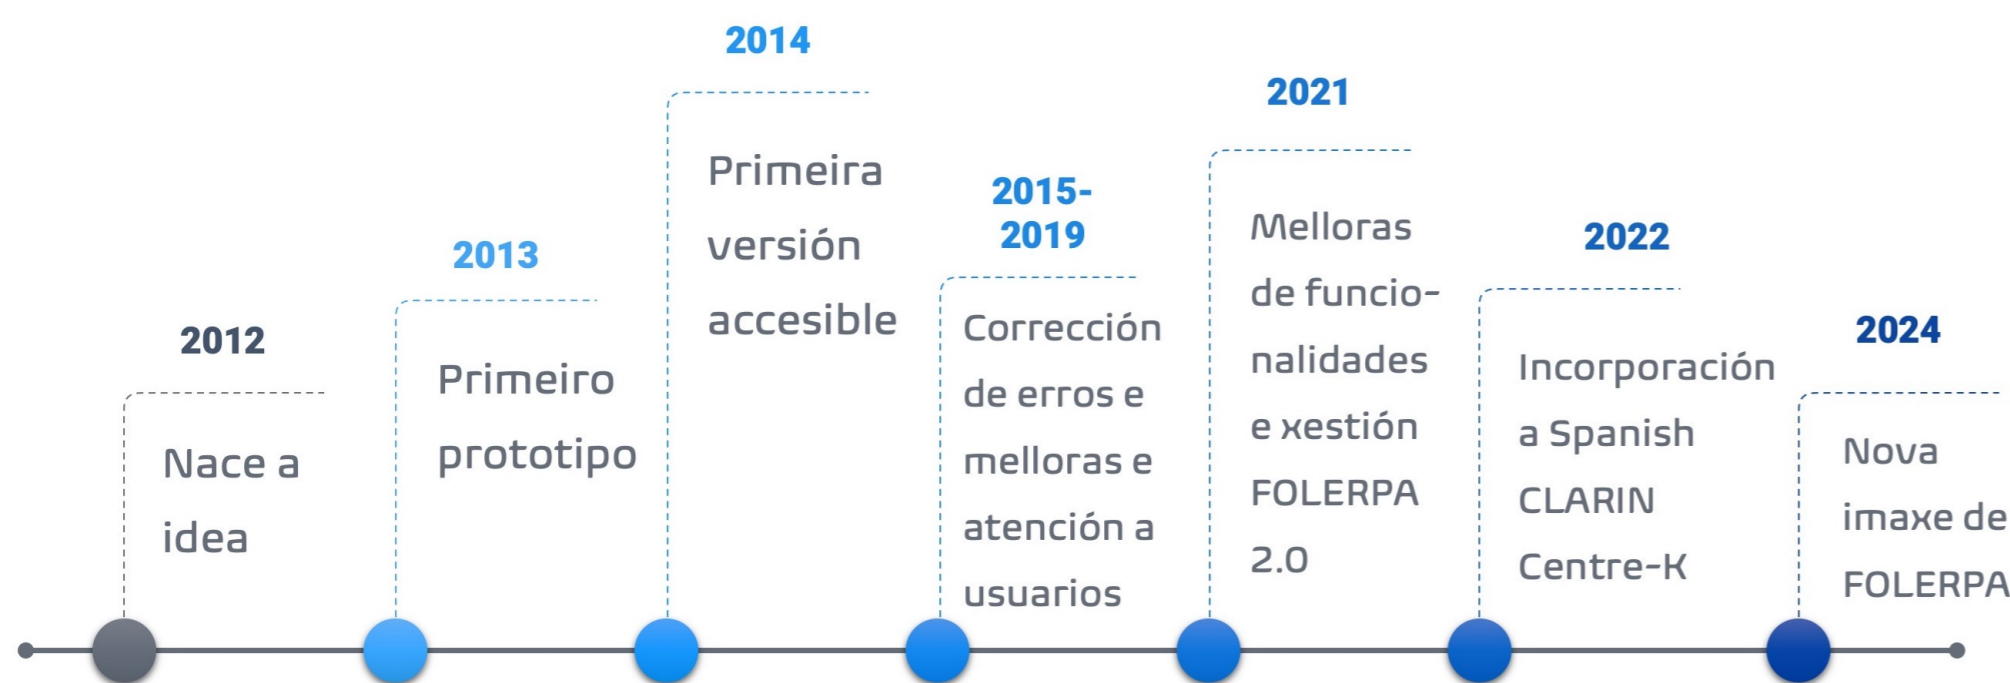 2012
Nace a
idea
2013
Primeiro
prototipo
2014
Primeira
versión
accesible
2015-
2019
Corrección
de erros e
melloras e
atención a
usuarios
2021
Melloras
de funcio-
nalidades
e xestión
FOLERPA
2.0
2022
Incorporación
a Spanish
CLARIN
Centre-K
2024
Nova
imaxe de
FOLERPA